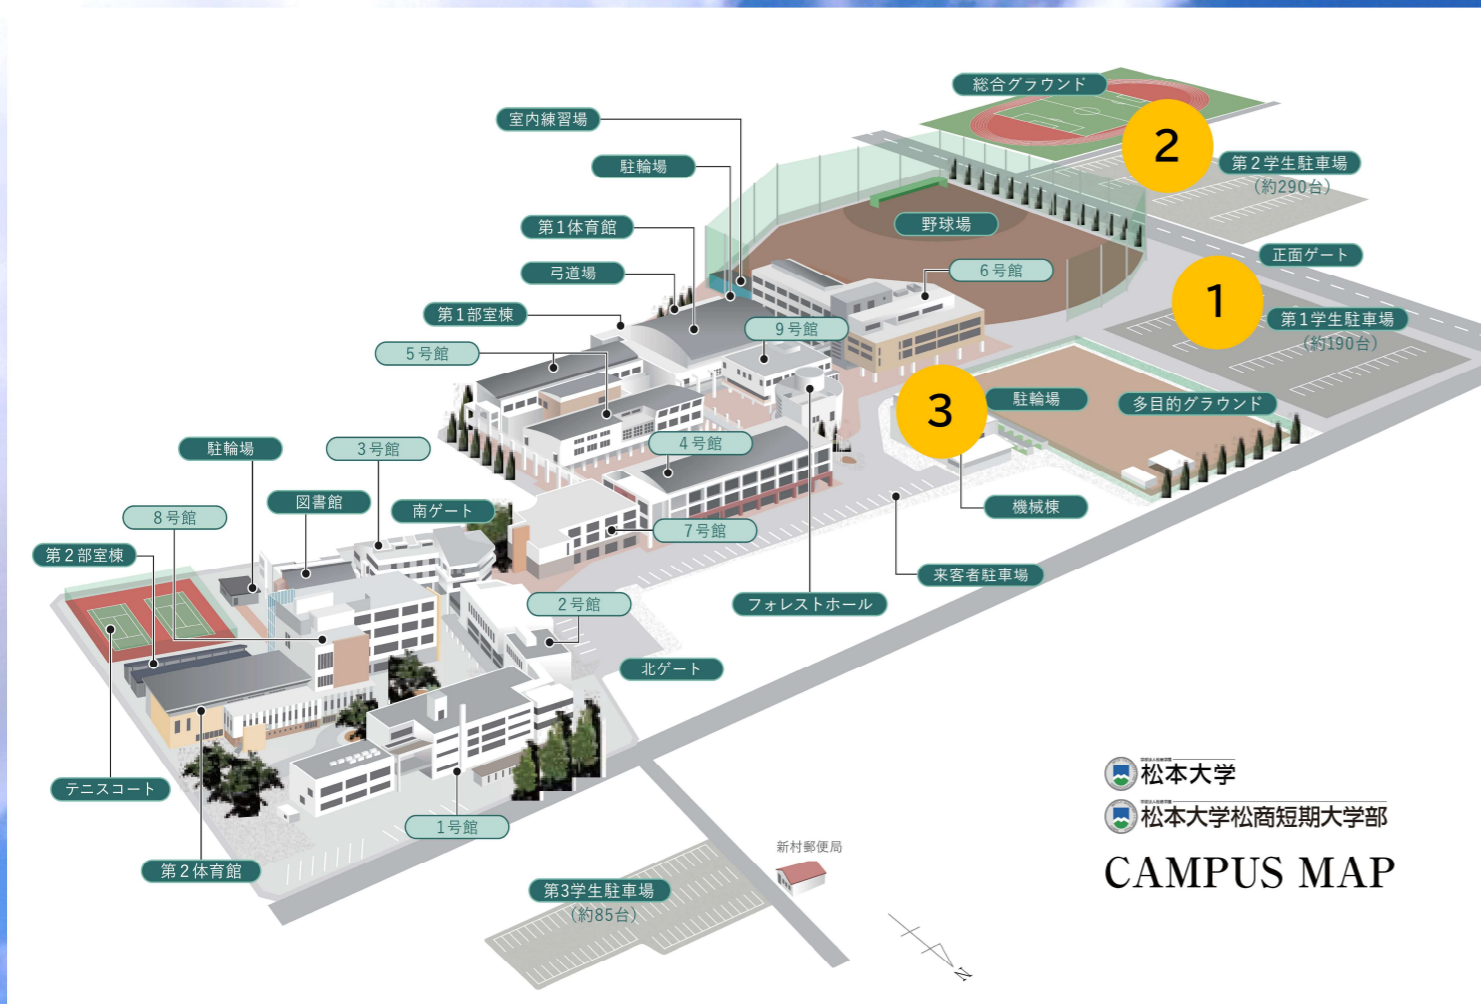 総合グラウンド
室内練習場
2
駐輪場
第2学生駐車場
(約290台)
第1体育館
野球場
正面ゲート
弓道場
6号館
1
第1部室棟
9号館
第1学生駐車場
(約190台)
5号館
3
駐輪場
多目的グラウンド
駐輪場
3号館
4号館
図書館
南ゲート
機械棟
8号館
7号館
第2部室棟
来客者駐車場
2号館
フォレストホール
北ゲート
テニスコート
1号館
松本大学
松本大学松商短期大学部
新村郵便局
CAMPUS MAP
第2体育館
第3学生駐車場
(約85台)
N